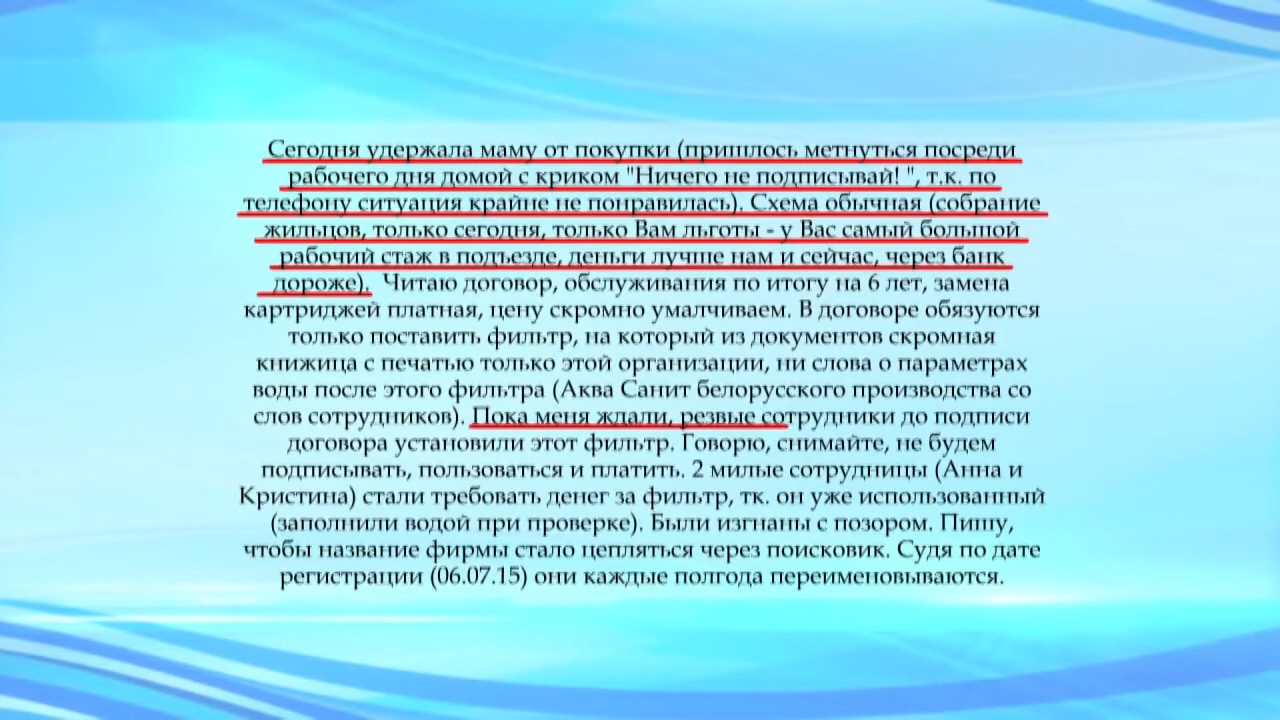 Сегодня удержала маму от покупки (пришлось метнуться посреди
рабочего дня домой с криком "Ничего не подписывай! ", т.к. по
телефону ситуация крайне не понравилась). Схема обычная (собрание
жильцов, только сегодня, только Вам льготы - у Вас самый большой
рабочий стаж в подъезде, деньги лучше нам и сейчас, через банк
дороже). Читаю договор, обслуживания по итогу на 6 лет, замена
картриджей платная, цену скромно умалчиваем. В договоре обязуются
только поставить фильтр, на который из документов скромная
книжица с печатью только этой организации, ни слова о параметрах
воды после этого фильтра (Аква Санит белорусского производства со
слов сотрудников). Пока меня ждали, резвые сотрудники до подписи
договора установили этот фильтр. Говорю, снимайте, не будем
подписывать, пользоваться и платить. 2 милые сотрудницы (Анна и
Кристина) стали требовать денег за фильтр, тк. он уже использованный
(заполнили водой при проверке). Были изгнаны с позором. Пишу,
чтобы название фирмы стало цепляться через поисковик. Судя по дате
регистрации (06.07.15) они каждые полгода переименовываются.